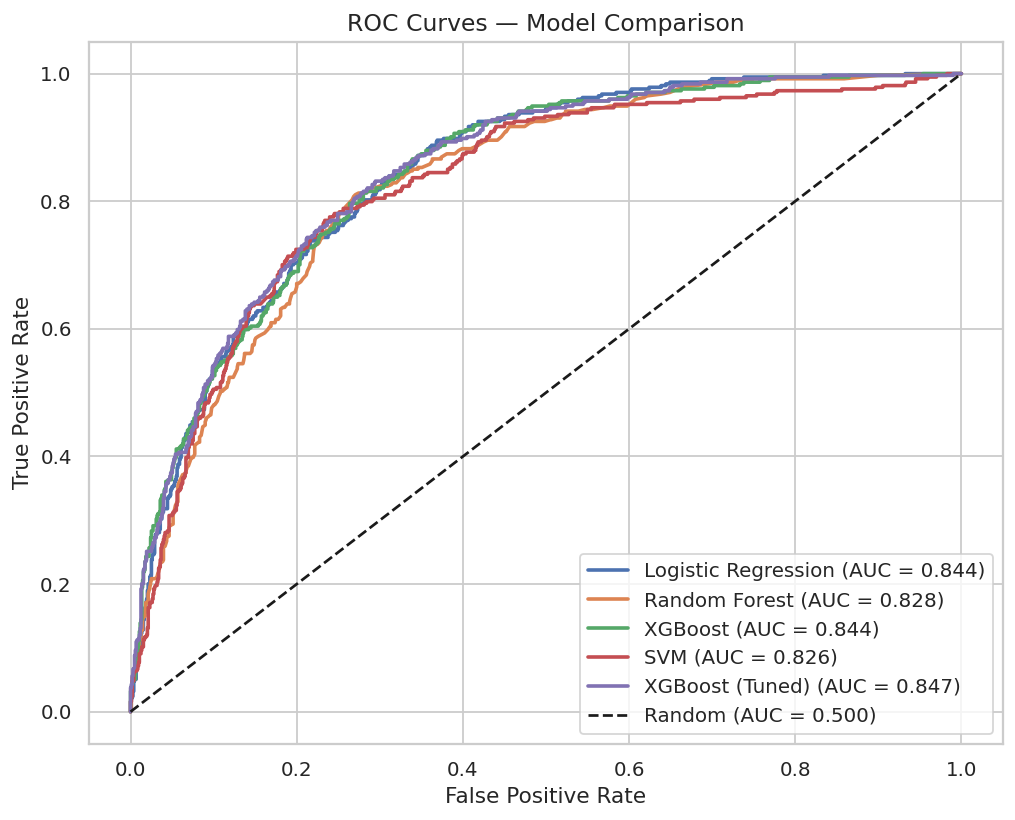 ROC Curves — Model Comparison
True Positive Rate
1.0
0.8
0.6
0.4
0.2
0.0
Logistic Regression (AUC = 0.844)
Random Forest (AUC = 0.828)
XGBoost (AUC = 0.844)
SVM (AUC = 0.826)
XGBoost (Tuned) (AUC = 0.847)
Random (AUC = 0.500)
0.0 0.2 0.4 0.6 0.8 1.0
False Positive Rate